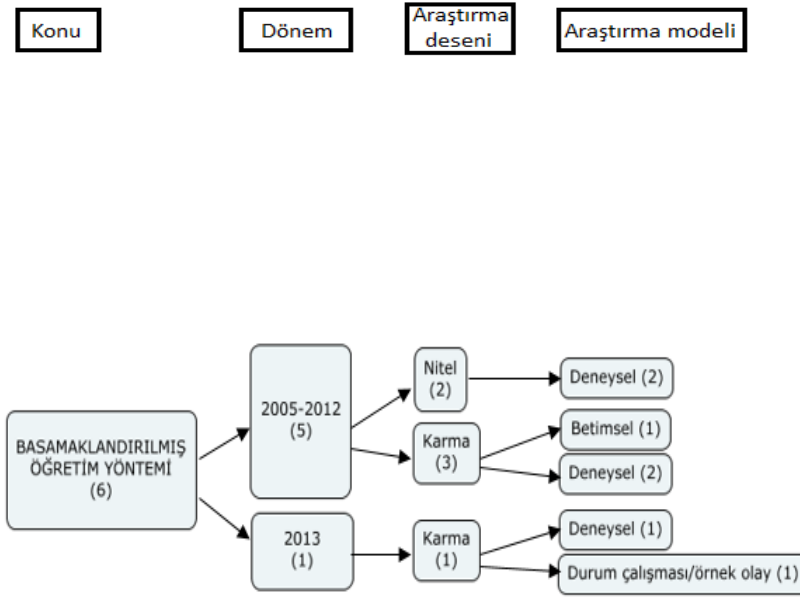 Konu
Dönem
Araştırma
deseni
Araştırma modeli
BASAMAKLANDIRILMIŞ
ÖĞRETİM YÖNTEMİ
(6)
2005-2012
(5)
Nitel
(2)
Deneysel (2)
Karma
(3)
Betimsel (1)
Deneysel (2)
2013
(1)
Karma
(1)
Deneysel (1)
Durum çalışması/örnek olay (1)